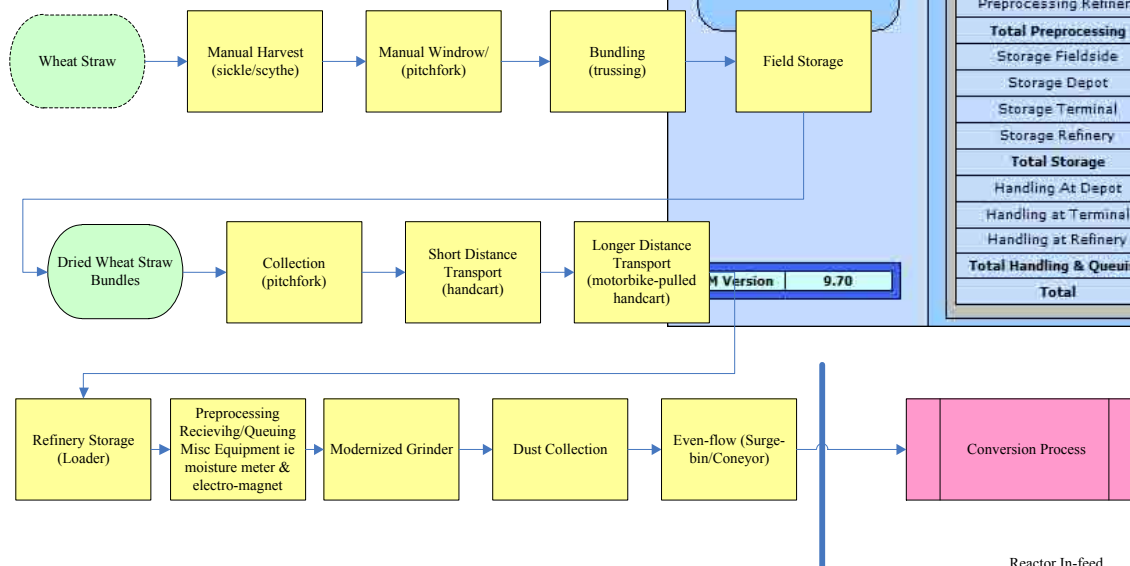 Wheat Straw
Manual Harvest
(sickle/scythe)
Manual Windrow/
(pitchfork)
Bundling
(trussing)
Field Storage
Dried Wheat Straw
Bundles
Collection
(pitchfork)
Short Distance
Transport
(handcart)
Longer Distance
Transport
(motorbike-pulled
handcart)
Refinery Storage
(Loader)
Preprocessing
Recievihg/Queuing
Misc Equipment ie
moisture meter &
electro-magnet
Modernized Grinder
Dust Collection
Even-flow (Surge-
bin/Coneyor)
Conversion Process
Reactor In-feed
Preprocessing
Total Preprocessing
Storage Fieldside
Storage Depot
Storage Terminal
Storage Refinery
Total Storage
Handling At Depot
Handling at Terminal
Handling at Refinery
Total Handling &
Total
M Version 9.70